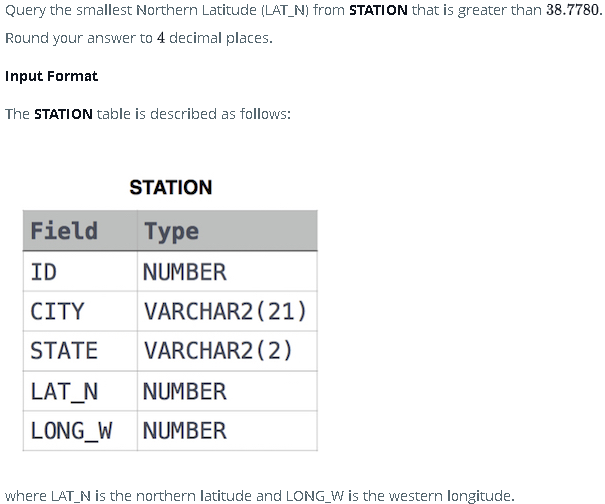 Query the smallest Northern Latitude (LAT_N) from STATION that is greater than 38.7780.
Round your answer to 4 decimal places.
Input Format
The STATION table is described as follows:
STATION
Field Type
ID NUMBER
CITY VARCHAR2(21)
STATE VARCHAR2(2)
LAT_N NUMBER
LONG_W NUMBER
where LAT_N is the northern latitude and LONG_W is the western longitude.